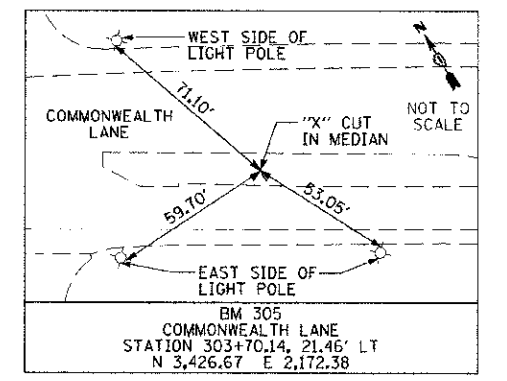 WEST SIDE OF
LIGHT POLE
N
71.10'
COMMONWEALTH
LANE
"X" CUT
IN MEDIAN
NOT TO
SCALE
59.70'
53.05'
EAST SIDE OF
LIGHT POLE
BM 305
COMMONWEALTH LANE
STATION 303+70.14, 21.46' LT
N 3,426.67 E 2,172.38